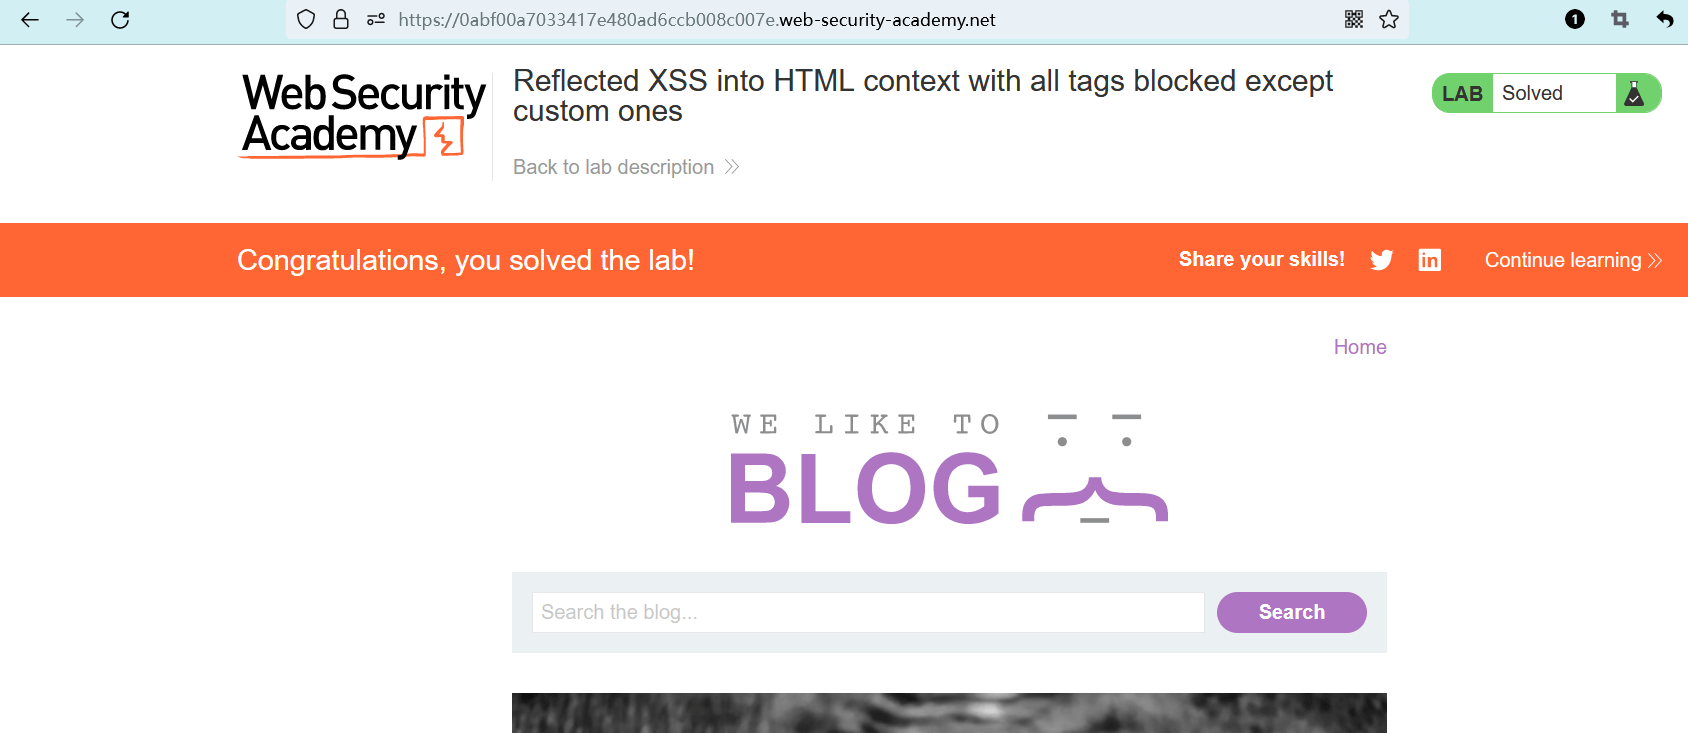 https://0abf00a7033417e480ad6ccb008c007e.web-security-academy.net
1
Web Security
Academy
Reflected XSS into HTML context with all tags blocked except
custom ones
Back to lab description
LAB Solved
Congratulations, you solved the lab!
Share your skills!
in
Continue learning
Home
WE LIKE TO
BLOG
Search the blog...
Search